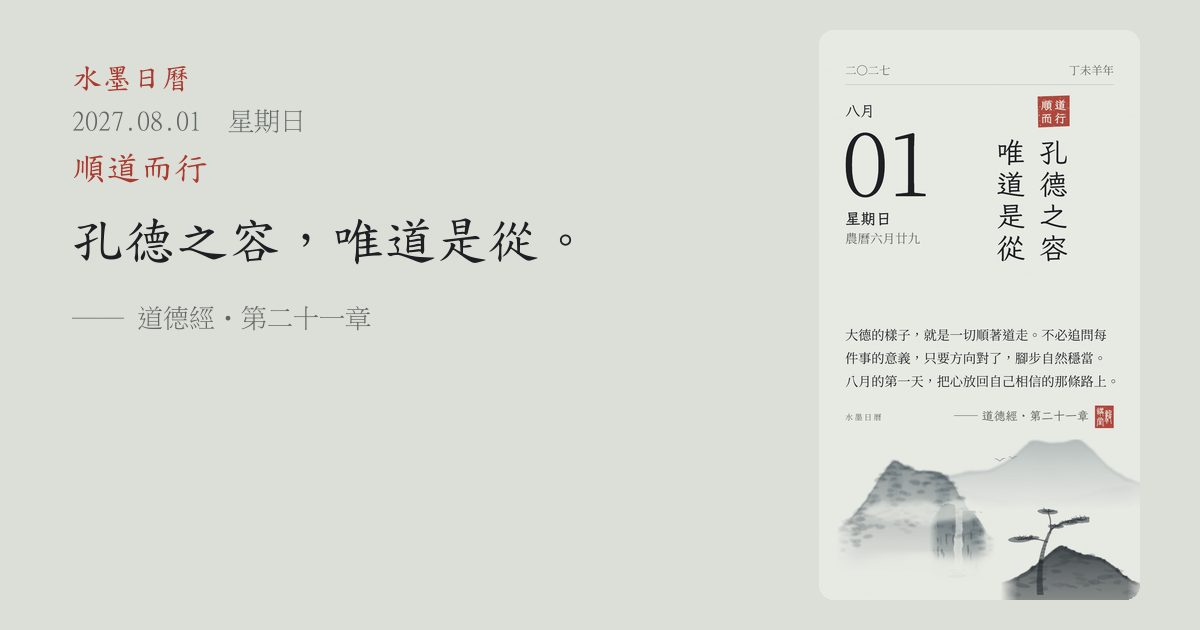 水墨日曆
2027.08.01 星期日
順道而行
孔德之容，唯道是從。
—— 道德經・第二十一章
二〇二七 丁未羊年
八月
01
星期日
農曆六月廿九
道行
順而
孔德之容
唯道是從
大德的樣子，就是一切順著道走。不必追問每
件事的意義，只要方向對了，腳步自然穩當。
八月的第一天，把心放回自己相信的那條路上。
水墨日曆
—— 道德經・第二十一章